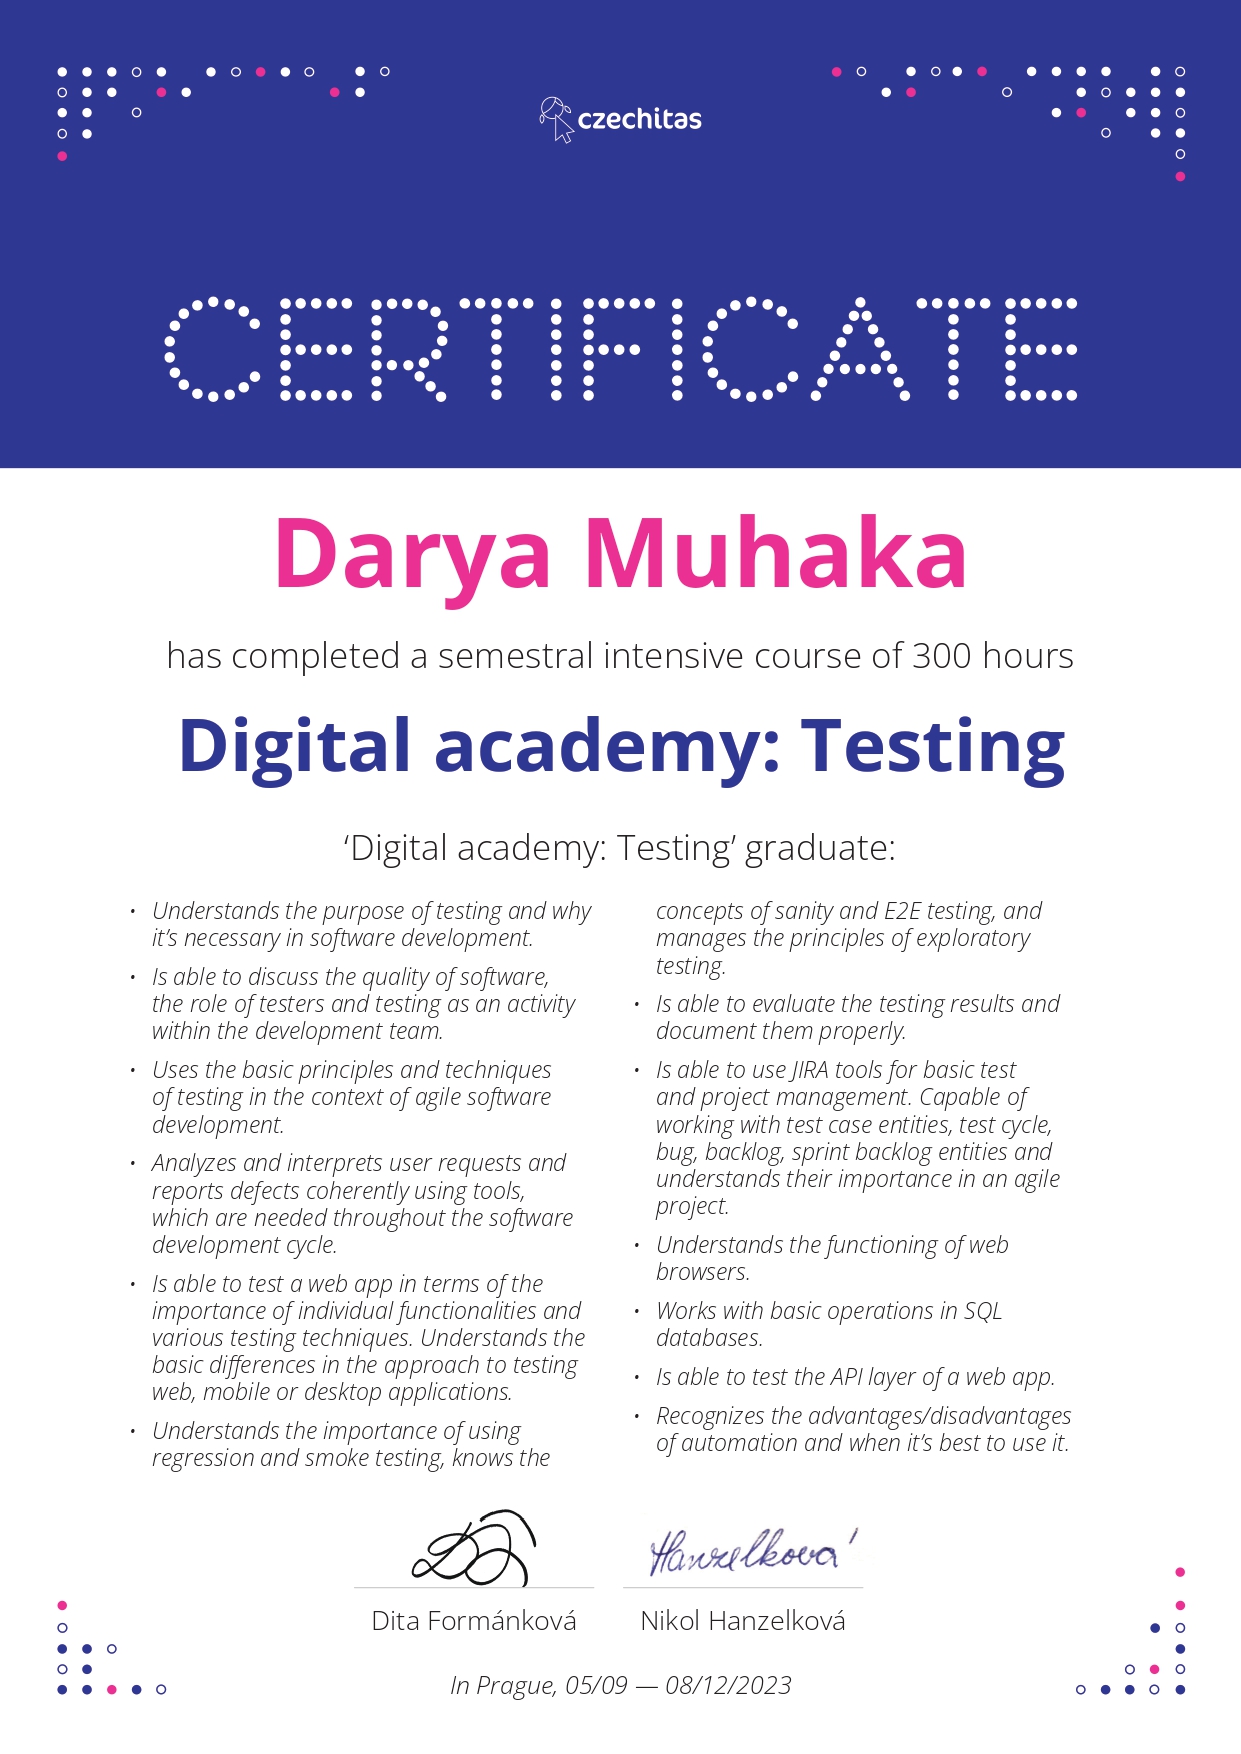 czechitas
CERTIFICATE
Darya Muhaka
has completed a semestral intensive course of 300 hours
Digital academy: Testing
‘Digital academy: Testing’ graduate:
• Understands the purpose of testing and why
it’s necessary in software development.
• Is able to discuss the quality of software,
the role of testers and testing as an activity
within the development team.
• Uses the basic principles and techniques
of testing in the context of agile software
development.
• Analyzes and interprets user requests and
reports defects coherently using tools,
which are needed throughout the software
development cycle.
• Is able to test a web app in terms of the
importance of individual functionalities and
various testing techniques. Understands the
basic differences in the approach to testing
web, mobile or desktop applications.
• Understands the importance of using
regression and smoke testing, knows the
concepts of sanity and E2E testing, and
manages the principles of exploratory
testing.
• Is able to evaluate the testing results and
document them properly.
• Is able to use JIRA tools for basic test
and project management. Capable of
working with test case entities, test cycle,
bug, backlog, sprint backlog entities and
understands their importance in an agile
project.
• Understands the functioning of web
browsers.
• Works with basic operations in SQL
databases.
• Is able to test the API layer of a web app.
• Recognizes the advantages/disadvantages
of automation and when it’s best to use it.
Hanzelková
Dita Formánková
Nikol Hanzelková
In Prague, 05/09 — 08/12/2023